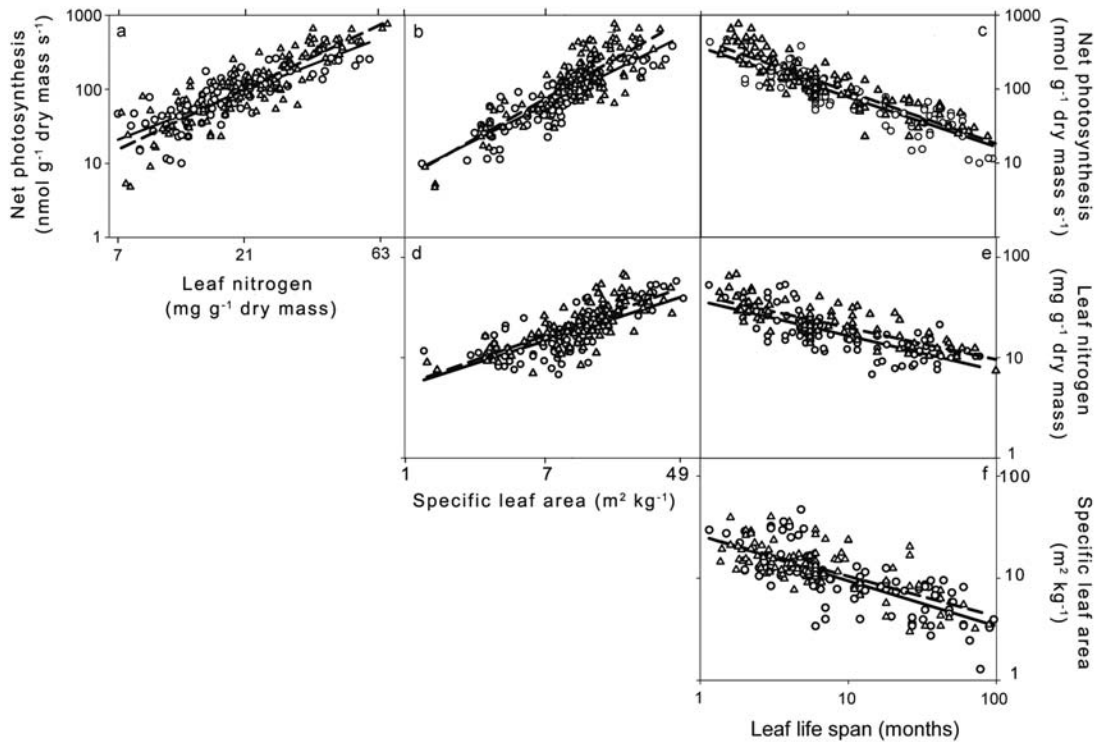 Net photosynthesis
(nmol g⁻¹ dry mass s⁻¹)
1000
100
10
1
a
b
c
1000
100
10
Net photosynthesis
(nmol g⁻¹ dry mass s⁻¹)
7
21
63
Leaf nitrogen
(mg g⁻¹ dry mass)
d
e
100
10
1
Leaf nitrogen
(mg g⁻¹ dry mass)
1
7
49
Specific leaf area (m² kg⁻¹)
f
100
10
1
Specific leaf area
(m² kg⁻¹)
1
10
100
Leaf life span (months)